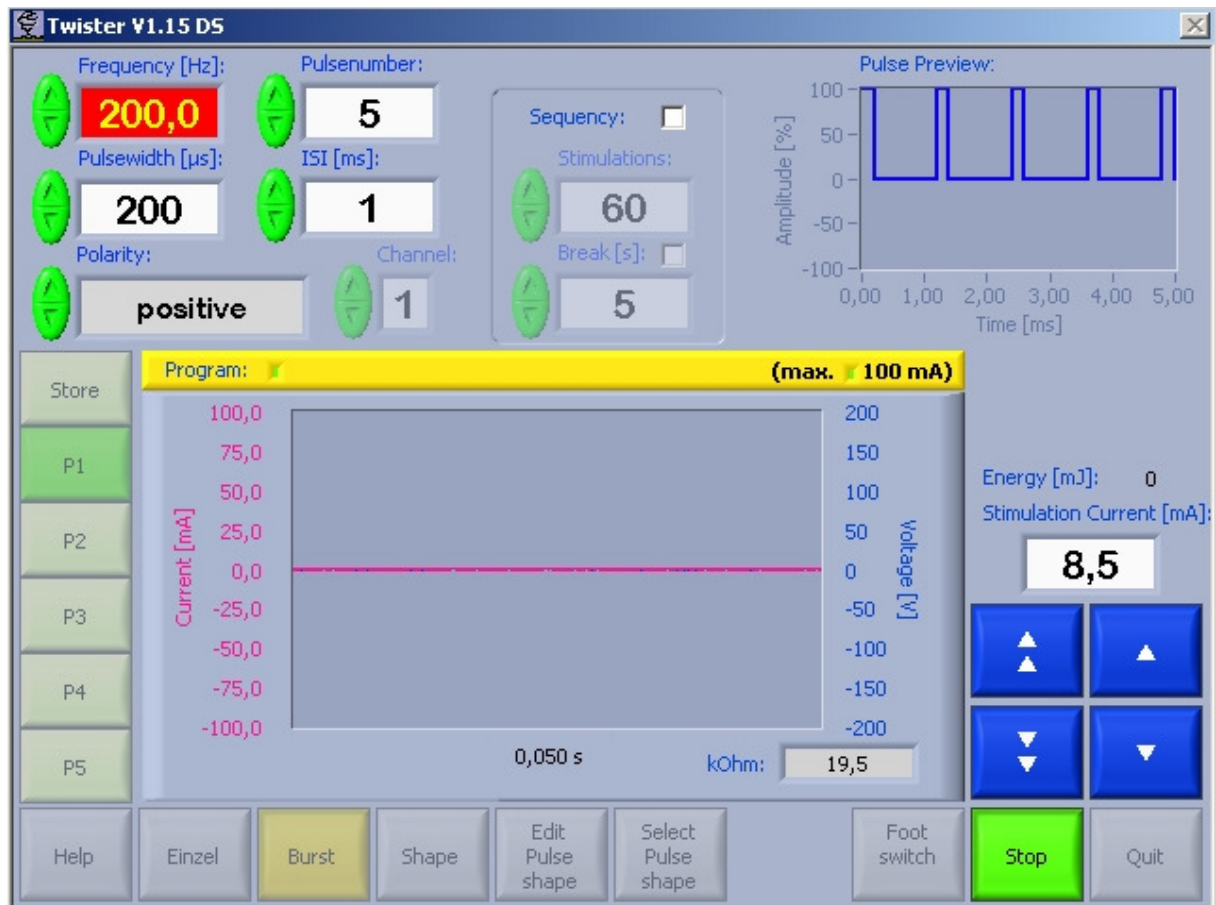 Twister V1.15 DS
Frequency [Hz]:
200,0
Pulsenumber:
5
Pulsewidth [µs]:
200
ISI [ms]:
1
Polarity:
positive
Channel:
1
Sequency:
Stimulations:
60
Break [s]:
5
Pulse Preview:
Amplitude [%]
100
50
0
-50
-100
0,00 1,00 2,00 3,00 4,00 5,00
Time [ms]
Store
P1
P2
P3
P4
P5
Program:
(max. 100 mA)
Current [mA]
100,0
75,0
50,0
25,0
0,0
-25,0
-50,0
-75,0
-100,0
200
150
100
50
0
-50
-100
-150
-200
Voltage [V]
0,050 s
kOhm: 19,5
Energy [mJ]: 0
Stimulation Current [mA]:
8,5
Help
Einzel
Burst
Shape
Edit
Pulse
shape
Select
Pulse
shape
Foot
switch
Stop
Quit